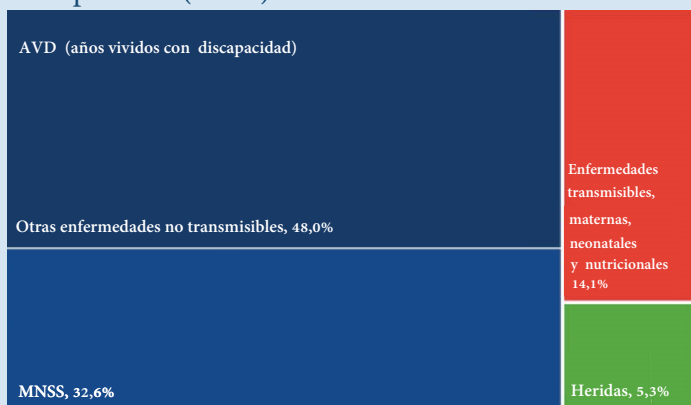 AVD (años vividos con discapacidad)
Otras enfermedades no transmisibles, 48,0%
MNSS, 32,6%
Enfermedades
transmisibles,
maternas,
neonatales
y nutricionales
14,1%
Heridas, 5,3%